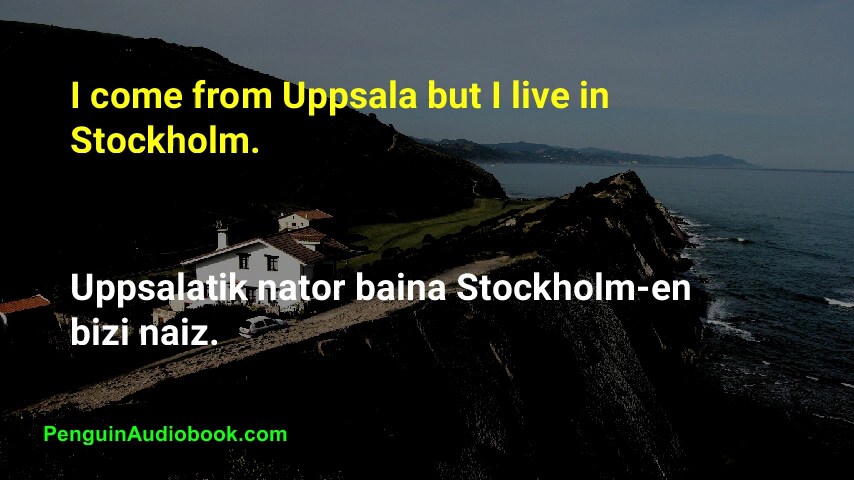 I come from Uppsala but I live in
Stockholm.
Uppsalatik nator baina Stockholm-en
bizi naiz.
PenguinAudiobook.com